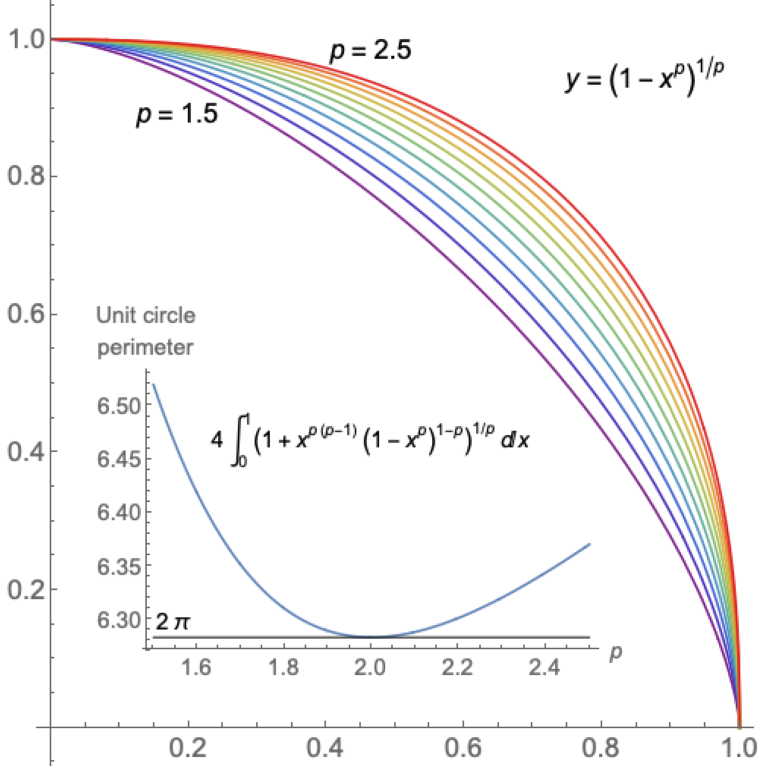 1.0
p = 2.5
y = (1 − x^p)^{1/p}
p = 1.5
0.8
0.6
Unit circle
perimeter
6.50
4 ∫_0^1 (1 + x^{p (p−1)} (1 − x^p)^{1−p})^{1/p} ⅆx
6.45
0.4
6.40
6.35
0.2
6.30
2 π
1.6 1.8 2.0 2.2 2.4 p
0.2 0.4 0.6 0.8 1.0